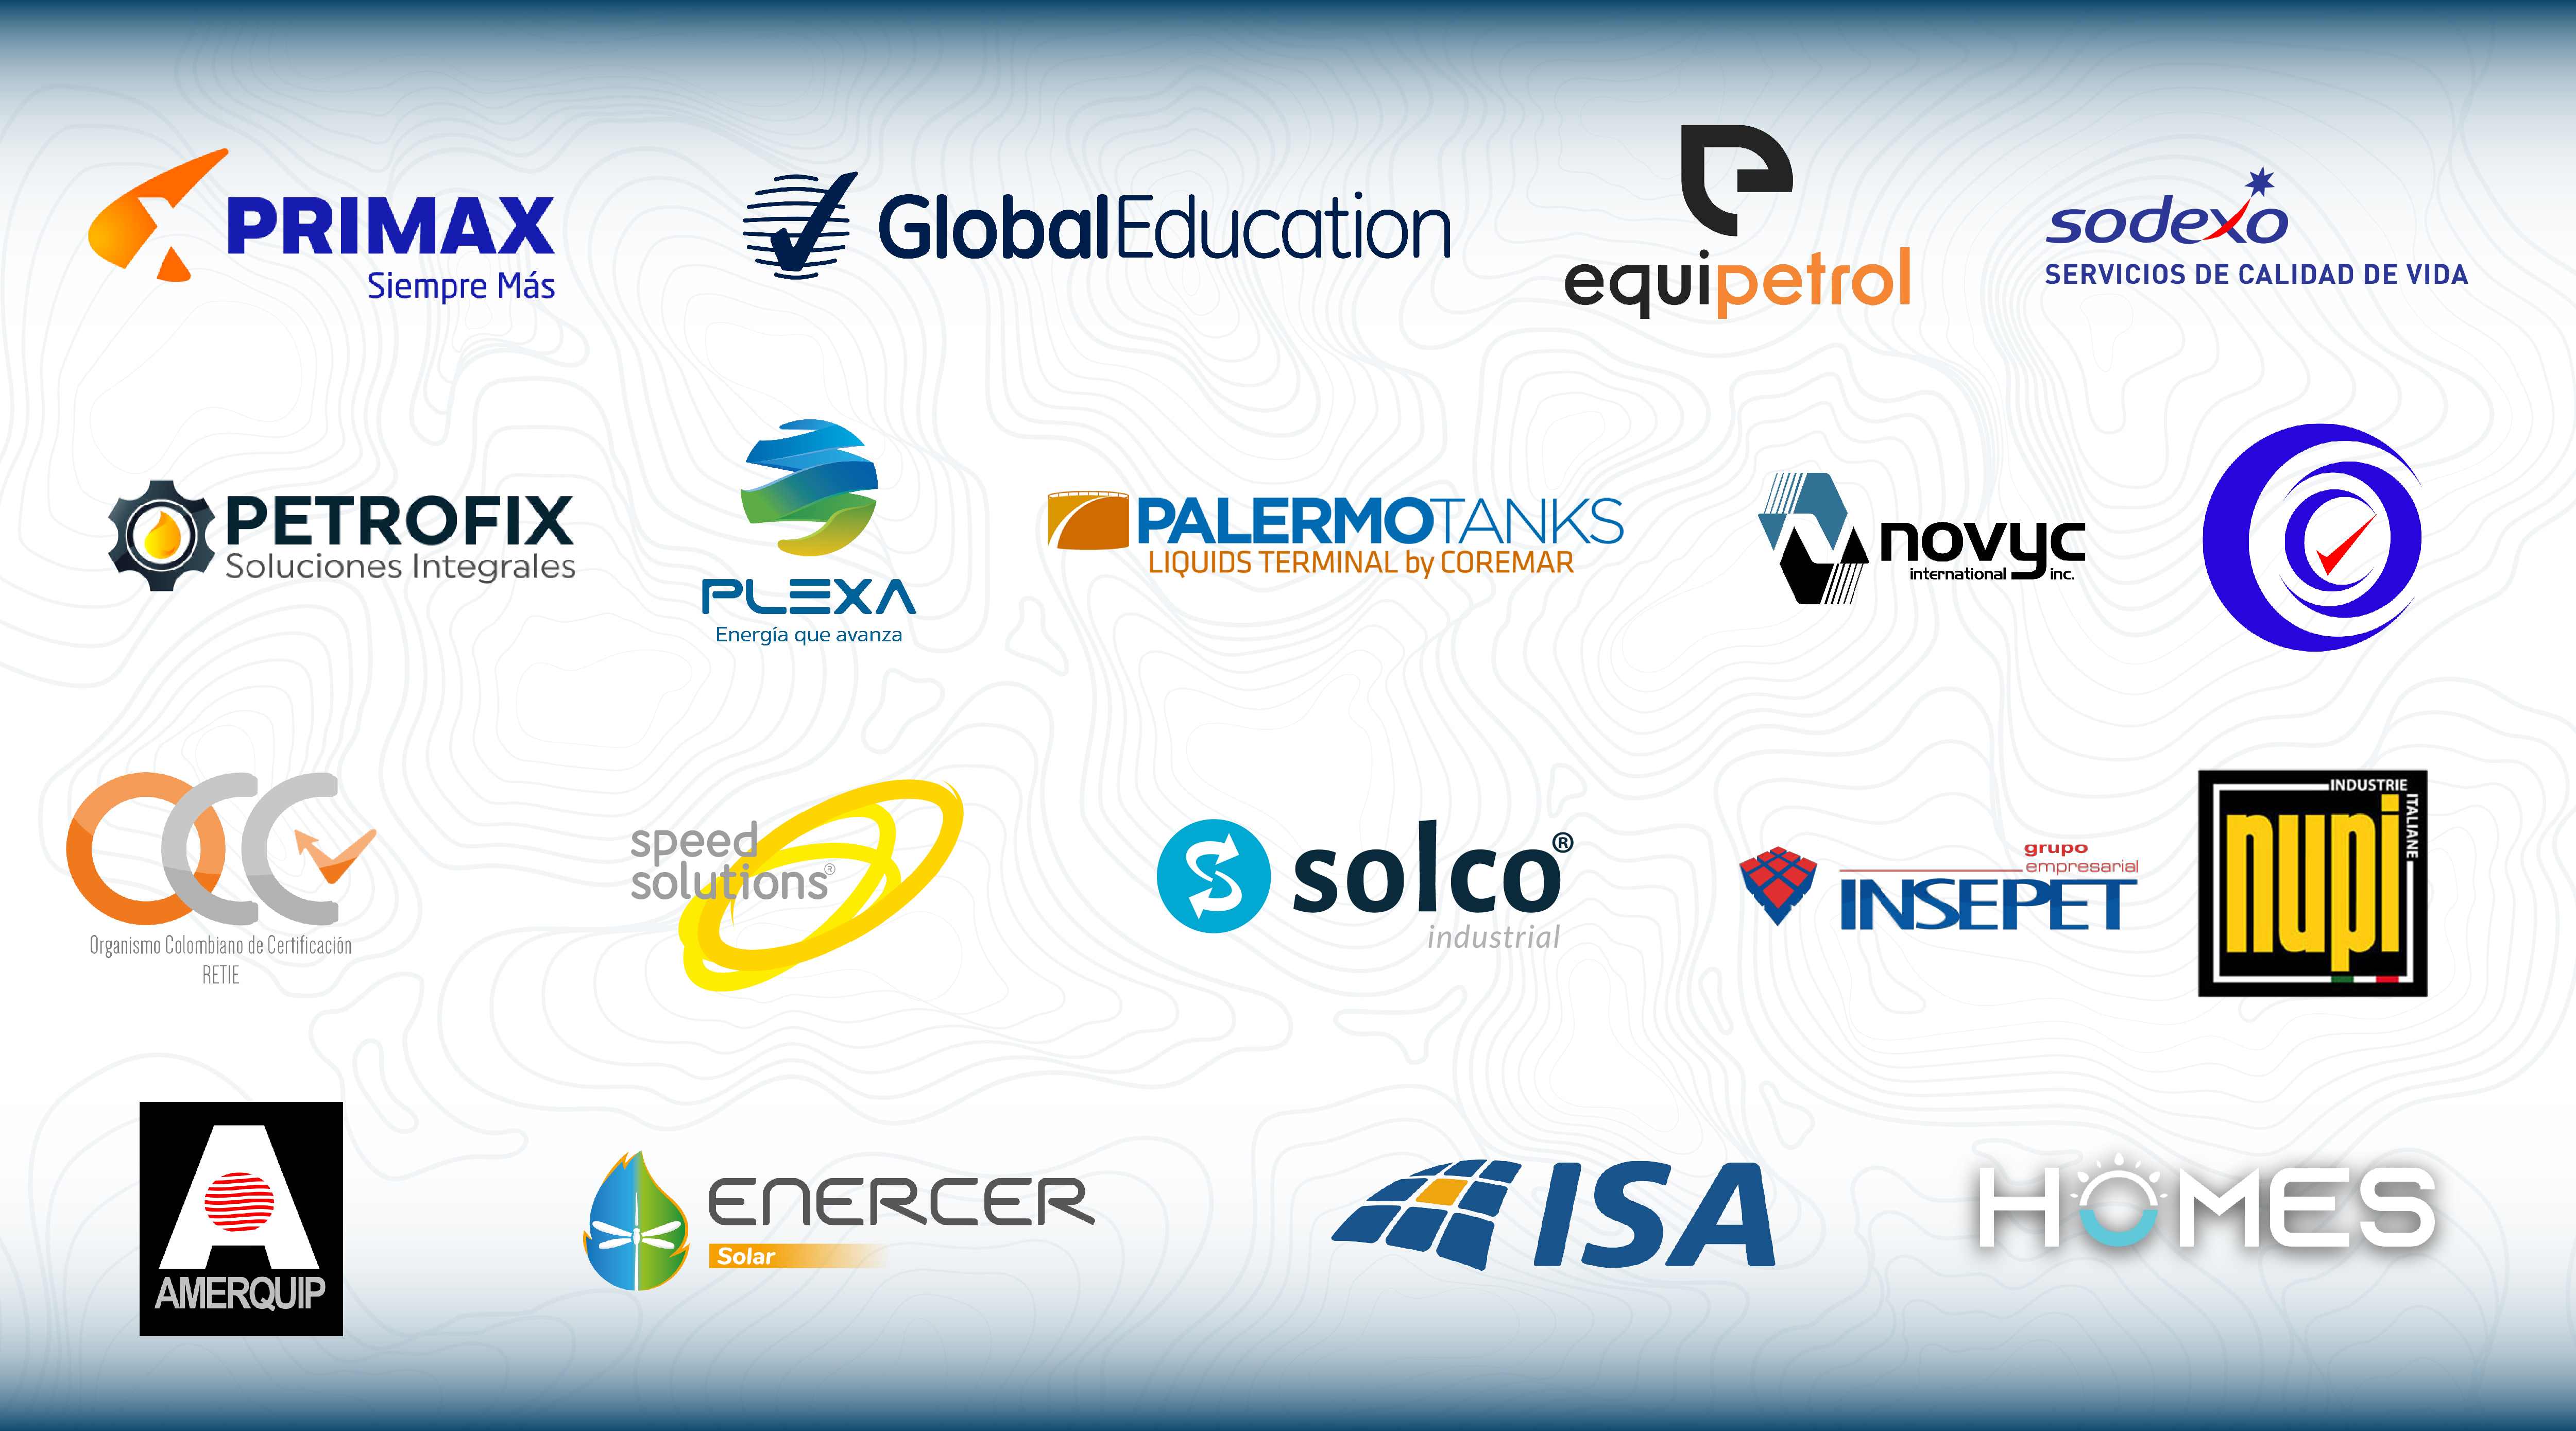 PRIMAX
Siempre Más
GlobalEducation
equipetrol
sodexo
SERVICIOS DE CALIDAD DE VIDA
PETROFIX
Soluciones Integrales
PLEXA
Energía que avanza
PALERMOTANKS
LIQUIDS TERMINAL by COREMAR
novyc
international inc.
OCC
Organismo Colombiano de Certificación
RETIE
speed
solutions®
solco®
industrial
grupo
empresarial
INSEPET
INDUSTRIE
ITALIANE
nupi
A
AMERQUIP
ENERCER
Solar
ISA
HOMES